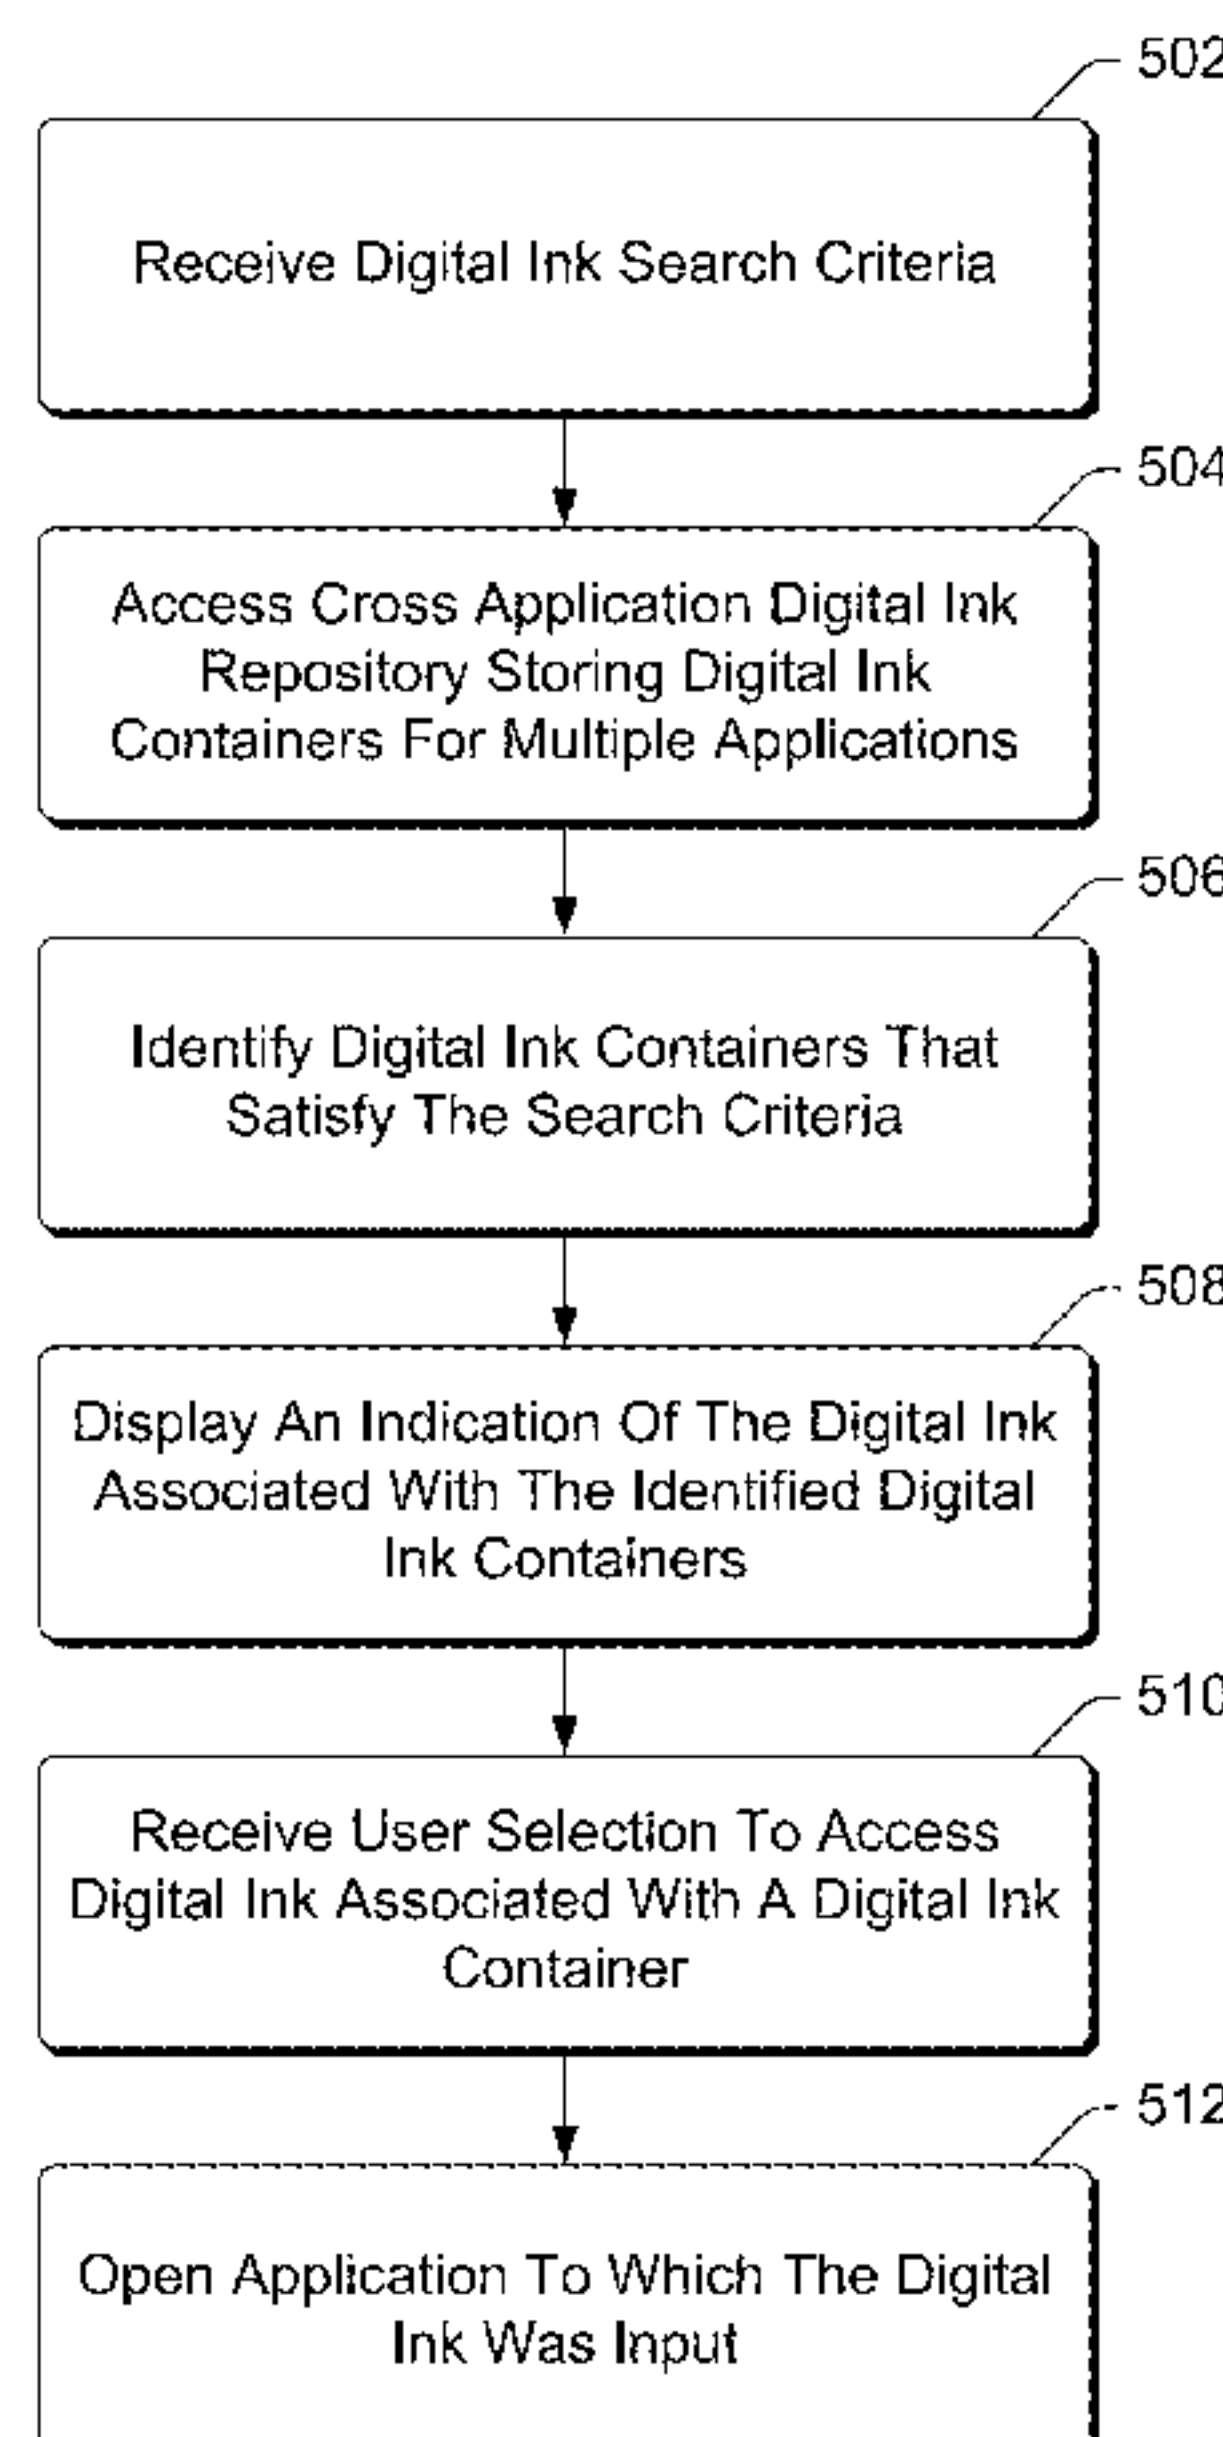 502
Receive Digital Ink Search Criteria
504
Access Cross Application Digital Ink
Repository Storing Digital Ink
Containers For Multiple Applications
506
Identify Digital Ink Containers That
Satisfy The Search Criteria
508
Display An Indication Of The Digital Ink
Associated With The Identified Digital
Ink Containers
510
Receive User Selection To Access
Digital Ink Associated With A Digital Ink
Container
512
Open Application To Which The Digital
Ink Was Input